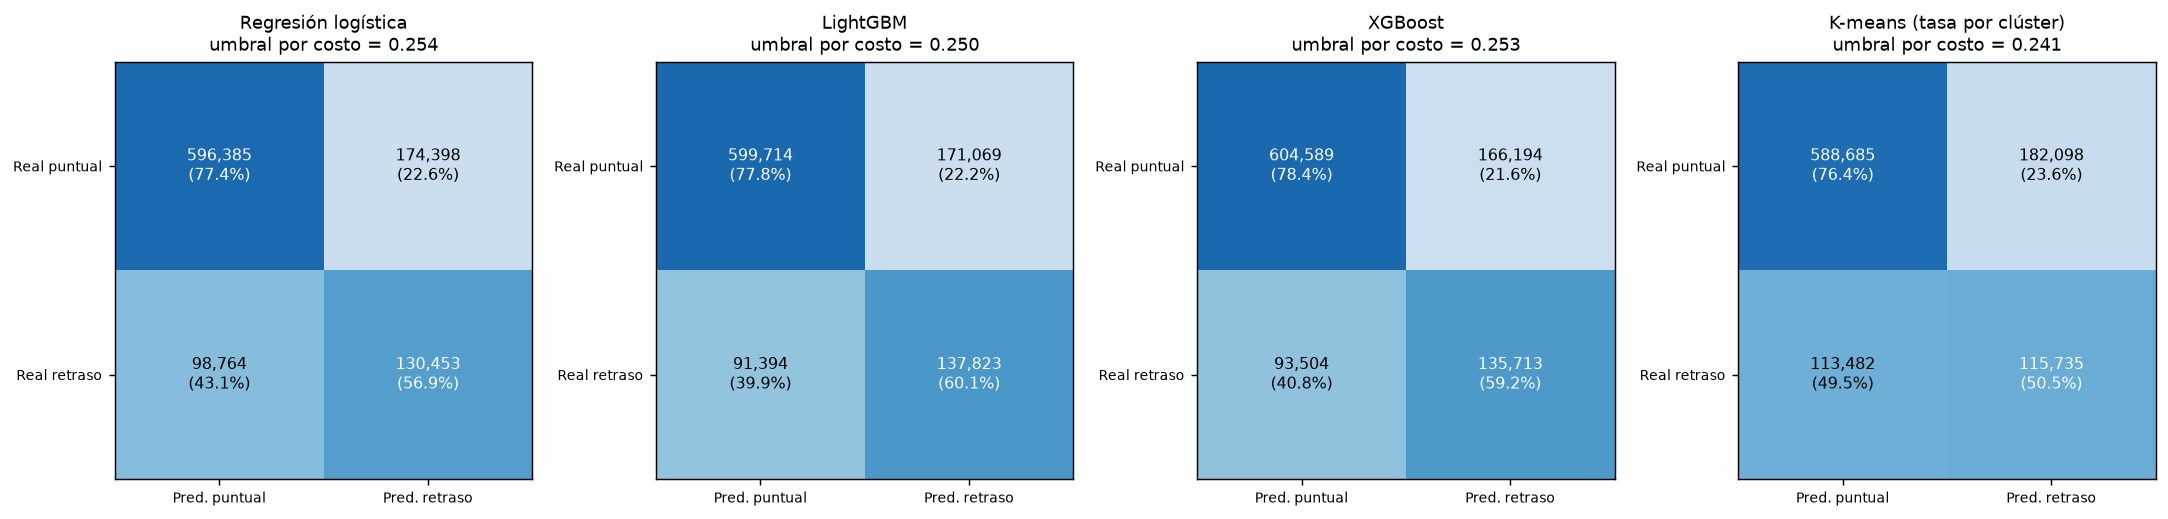 Regresión logística
umbral por costo = 0.254
Real puntual
596,385
(77.4%)
174,398
(22.6%)
Real retraso
98,764
(43.1%)
130,453
(56.9%)
Pred. puntual
Pred. retraso
LightGBM
umbral por costo = 0.250
Real puntual
599,714
(77.8%)
171,069
(22.2%)
Real retraso
91,394
(39.9%)
137,823
(60.1%)
Pred. puntual
Pred. retraso
XGBoost
umbral por costo = 0.253
Real puntual
604,589
(78.4%)
166,194
(21.6%)
Real retraso
93,504
(40.8%)
135,713
(59.2%)
Pred. puntual
Pred. retraso
K-means (tasa por clúster)
umbral por costo = 0.241
Real puntual
588,685
(76.4%)
182,098
(23.6%)
Real retraso
113,482
(49.5%)
115,735
(50.5%)
Pred. puntual
Pred. retraso